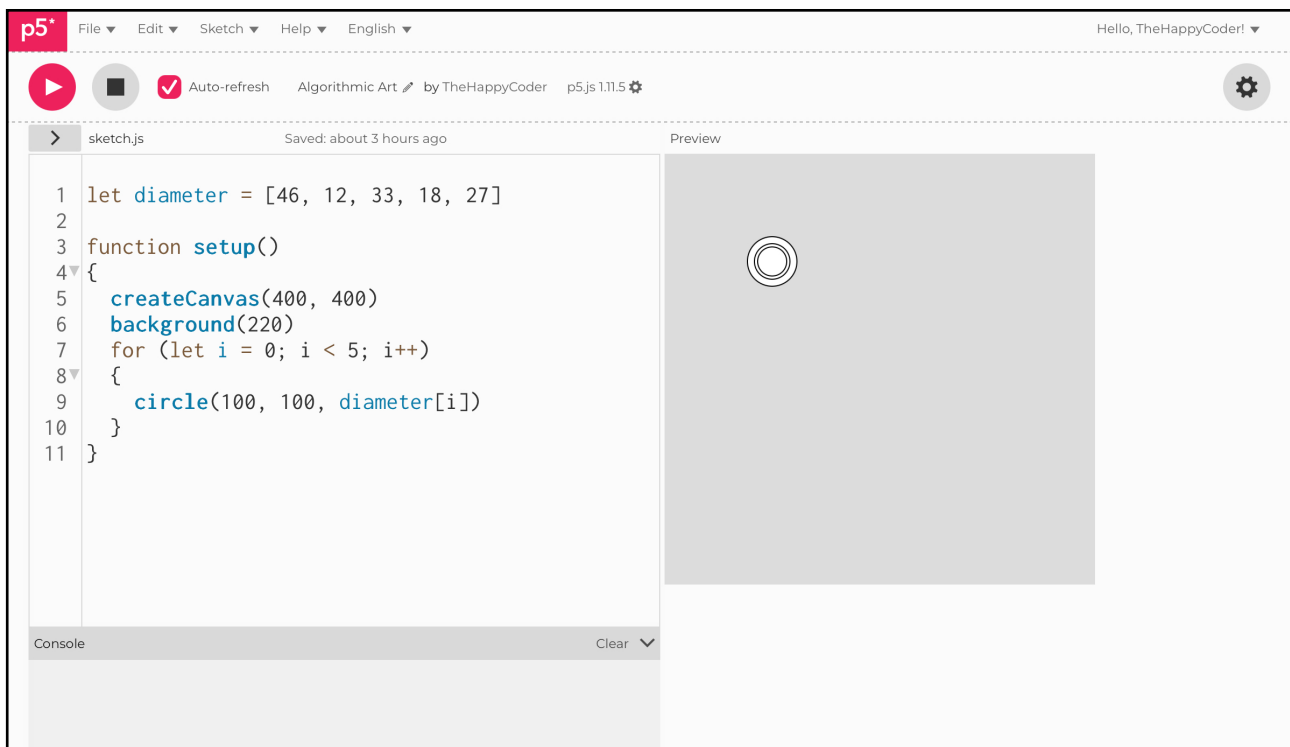 p5* File Edit Sketch Help English Hello, TheHappyCoder!
Auto-refresh Algorithmic Art by TheHappyCoder p5.js 1.11.5
sketch.js Saved: about 3 hours ago Preview
1 let diameter = [46, 12, 33, 18, 27]
2
3 function setup()
4 {
5 createCanvas(400, 400)
6 background(220)
7 for (let i = 0; i < 5; i++)
8 {
9 circle(100, 100, diameter[i])
10 }
11 }
Console Clear